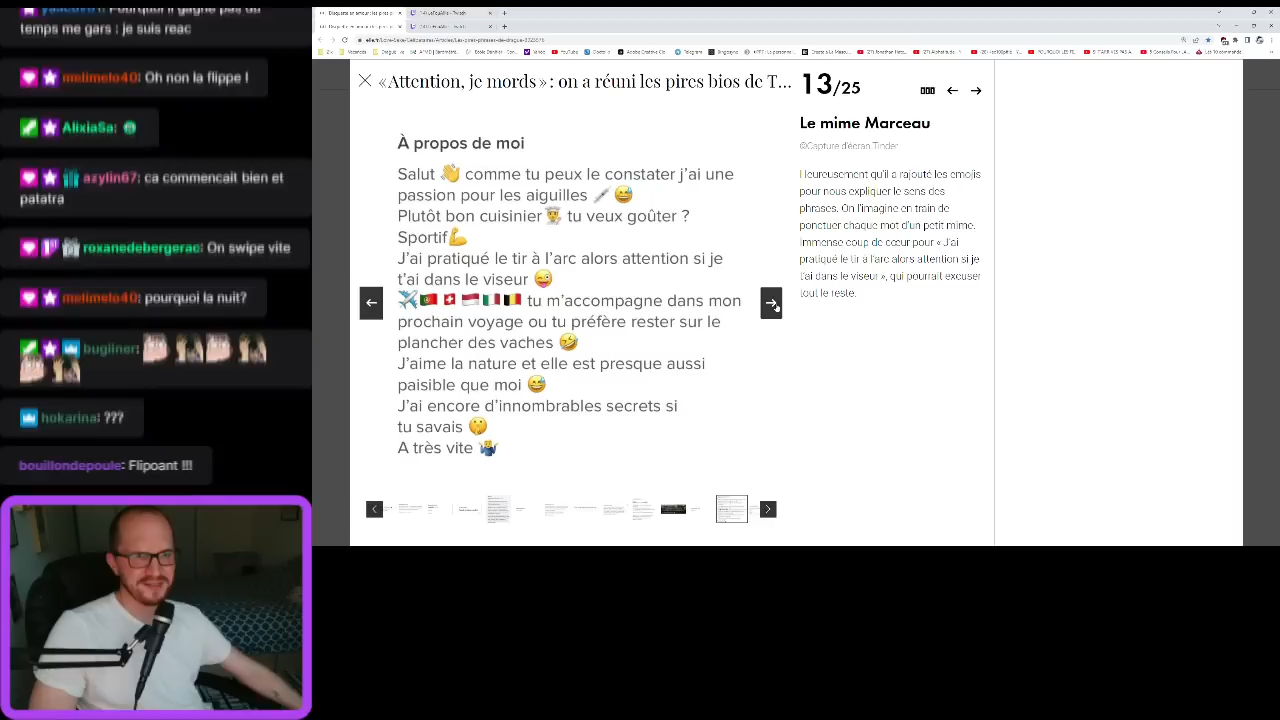 temps me gars : je suis reac
melimelo40: Oh non la flippe !
AlixiaSa:
azylin67: ca commencait bien et
patatra
roxanedebergerac: On swipe vite
melimelo40: pourquoi la nuit?
bugliner:
hokarina: ???
bouillondepoule: Flipoant !!!
« Attention, je mords » : on a réuni les pires bios de T...
À propos de moi
Salut 👋 comme tu peux le constater j'ai une
passion pour les aiguilles 💉😅
Plutôt bon cuisinier👨‍🍳 tu veux goûter ?
Sportif💪
J'ai pratiqué le tir à l'arc alors attention si je
t'ai dans le viseur 😜
✈️🇵🇹🇨🇭🇮🇩🇮🇹🇧🇪 tu m'accompagne dans mon
prochain voyage ou tu préfère rester sur le
plancher des vaches 🤣
J'aime la nature et elle est presque aussi
paisible que moi 😅
J'ai encore d'innombrables secrets si
tu savais 🤫
A très vite 🤷‍♂️
13/25
Le mime Marceau
©Capture d'écran Tinder
Heureusement qu'il a rajouté les emojis
pour nous expliquer le sens des
phrases. On l'imagine en train de
ponctuer chaque mot d'un petit mime.
Immense coup de cœur pour « J'ai
pratiqué le tir à l'arc alors attention si je
t'ai dans le viseur », qui pourrait excuser
tout le reste.